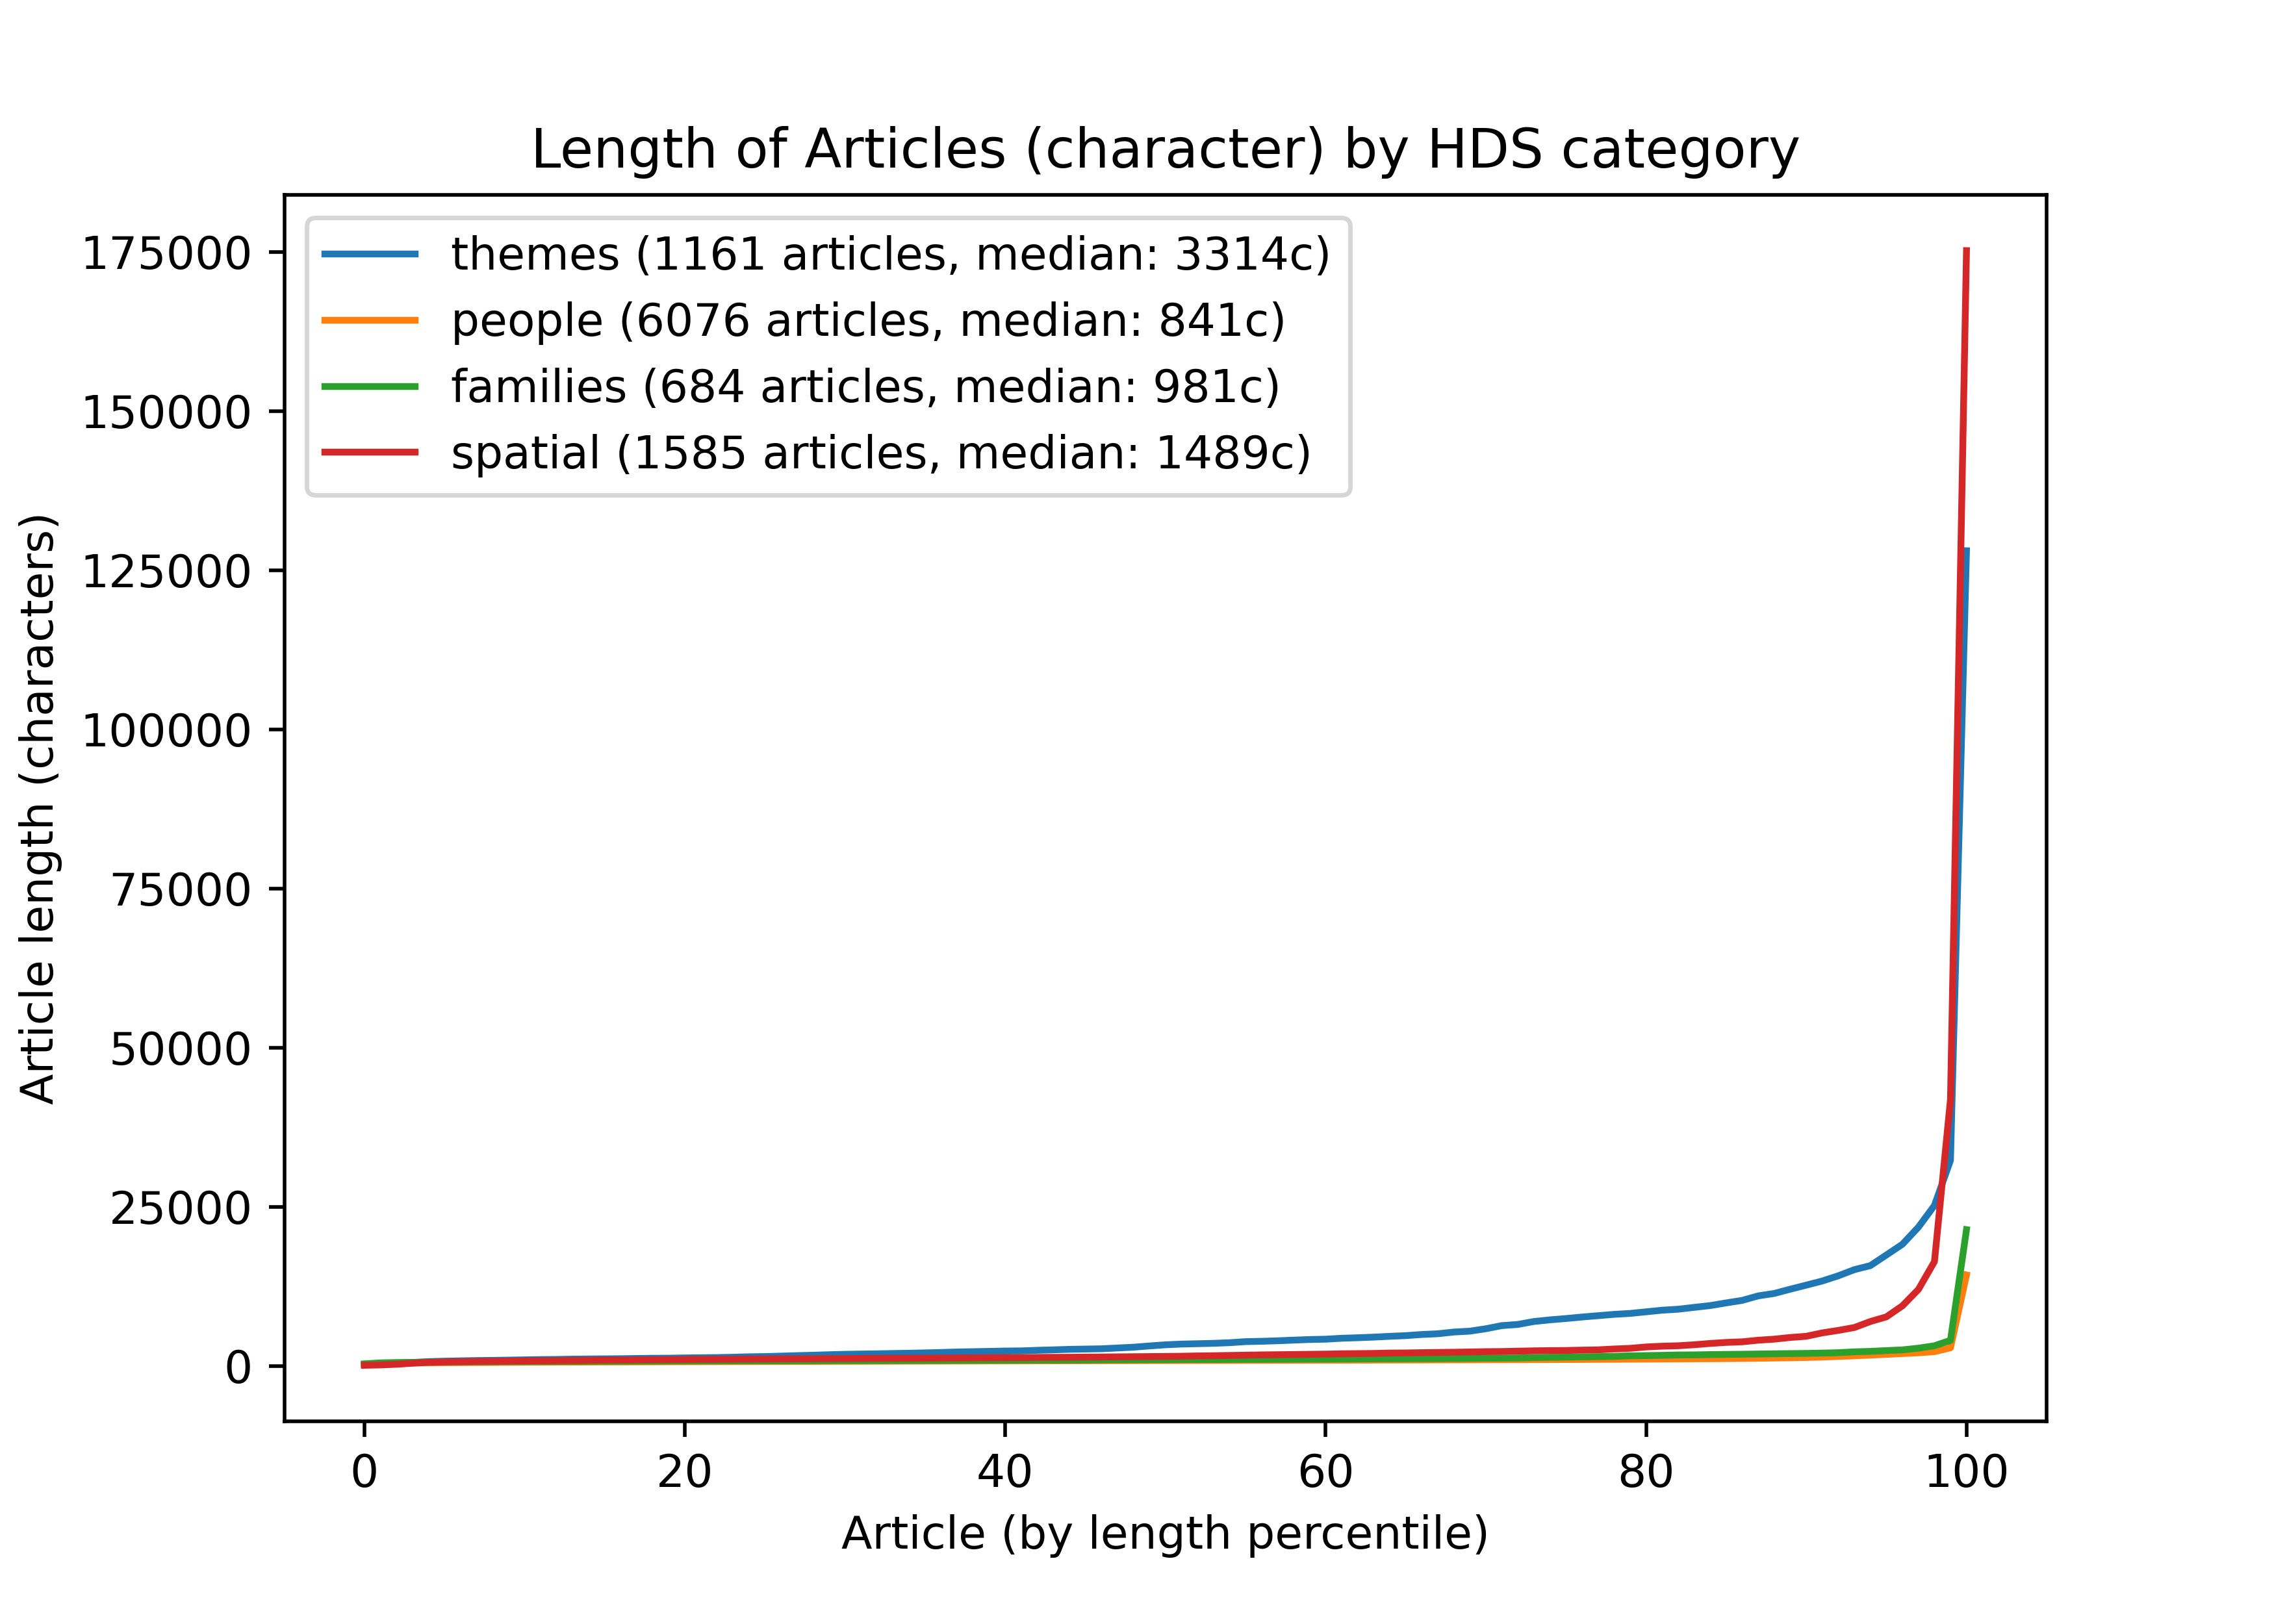 Length of Articles (character) by HDS category
themes (1161 articles, median: 3314c)
people (6076 articles, median: 841c)
families (684 articles, median: 981c)
spatial (1585 articles, median: 1489c)
Article length (characters)
175000
150000
125000
100000
75000
50000
25000
0
0 20 40 60 80 100
Article (by length percentile)